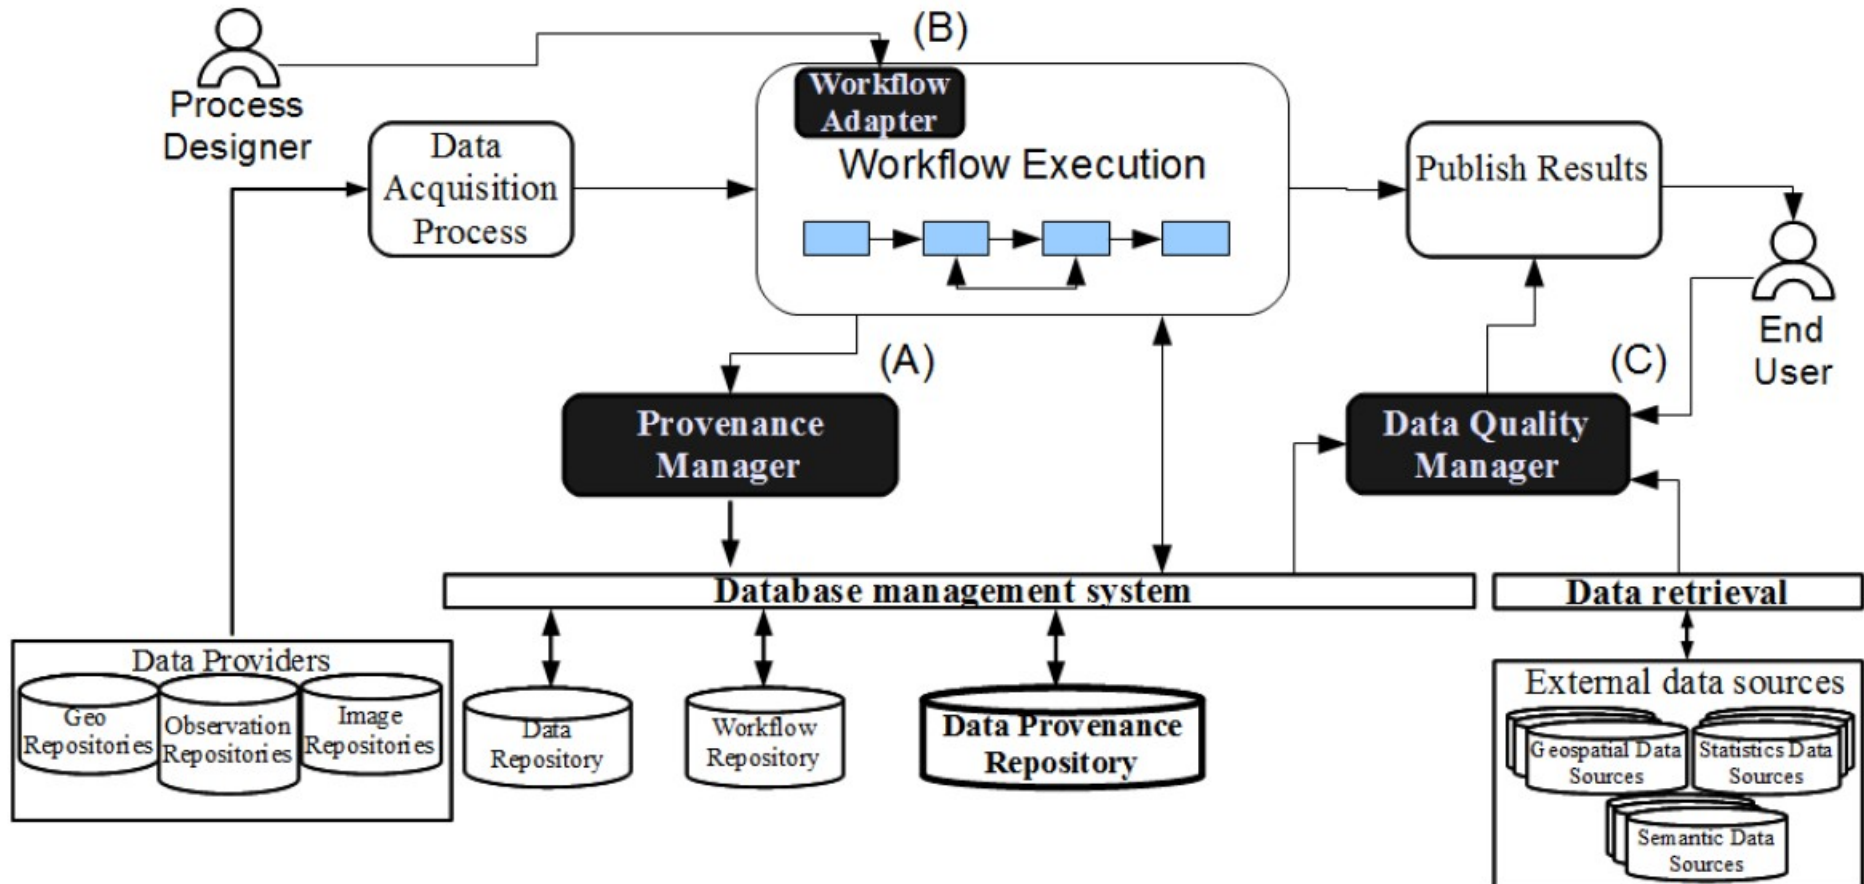 (B)
Process
Designer
Workflow
Adapter
Data
Acquisition
Process
Workflow Execution
Publish Results
End
User
(A)
(C)
Provenance
Manager
Data Quality
Manager
Database management system
Data retrieval
Data Providers
Geo
Repositories
Observation
Repositories
Image
Repositories
Data
Repository
Workflow
Repository
Data Provenance
Repository
External data sources
Geospatial Data
Sources
Statistics Data
Sources
Semantic Data
Sources